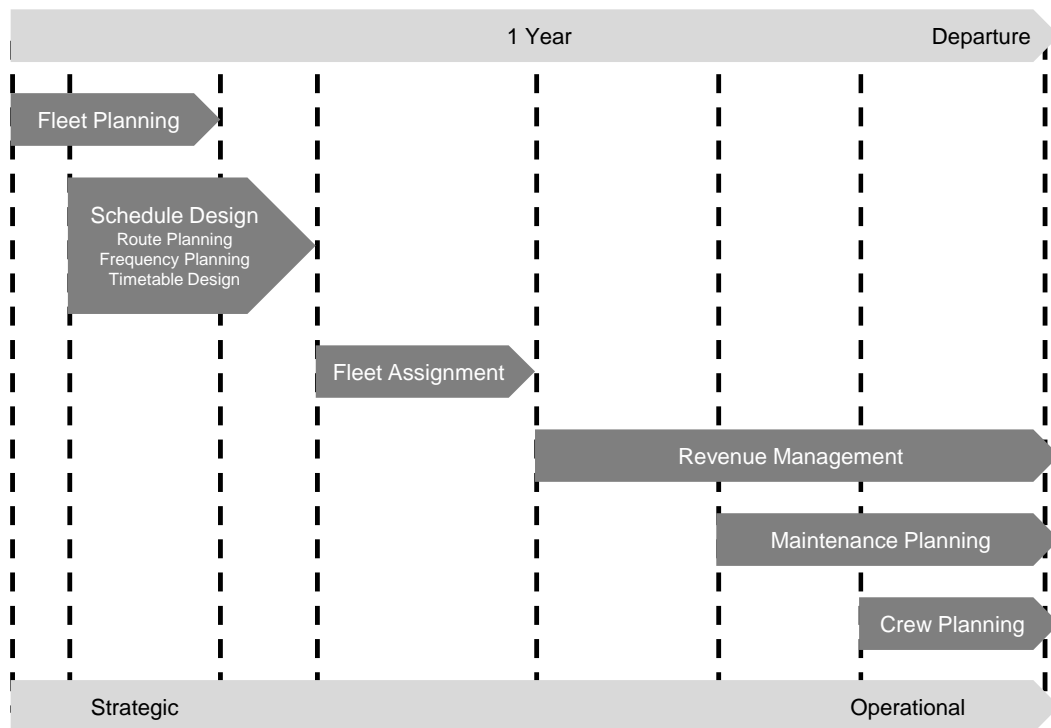 1 Year
Departure
Fleet Planning
Schedule Design
Route Planning
Frequency Planning
Timetable Design
Fleet Assignment
Revenue Management
Maintenance Planning
Crew Planning
Strategic
Operational